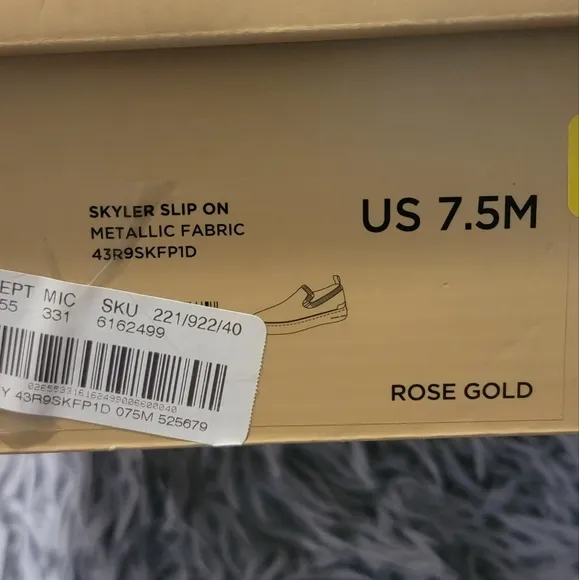 SKYLER SLIP ON
METALLIC FABRIC
43R9SKFP1D
US 7.5M
EPT MIC SKU 221/922/40
55 331 6162499
Y 43R9SKFP1D 075M 525679
ROSE GOLD